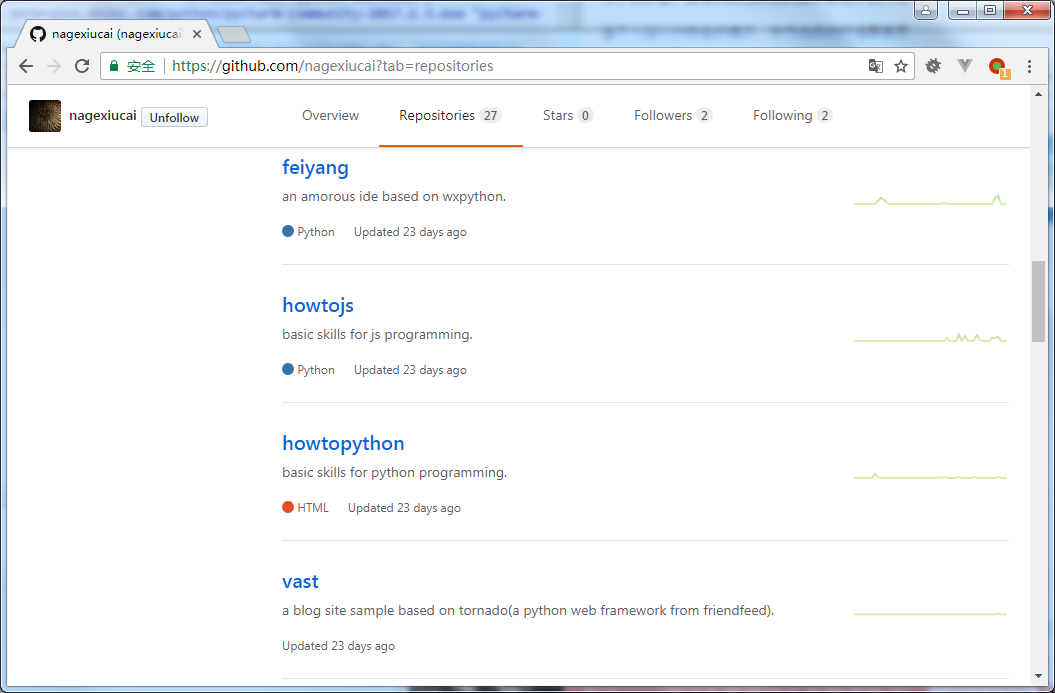 nagexiucai (nagexiucai
安全 https://github.com/nagexiucai?tab=repositories
1
nagexiucai Unfollow Overview Repositories 27 Stars 0 Followers 2 Following 2
feiyang
an amorous ide based on wxpython.
Python Updated 23 days ago
howtojs
basic skills for js programming.
Python Updated 23 days ago
howtopython
basic skills for python programming.
HTML Updated 23 days ago
vast
a blog site sample based on tornado(a python web framework from friendfeed).
Updated 23 days ago